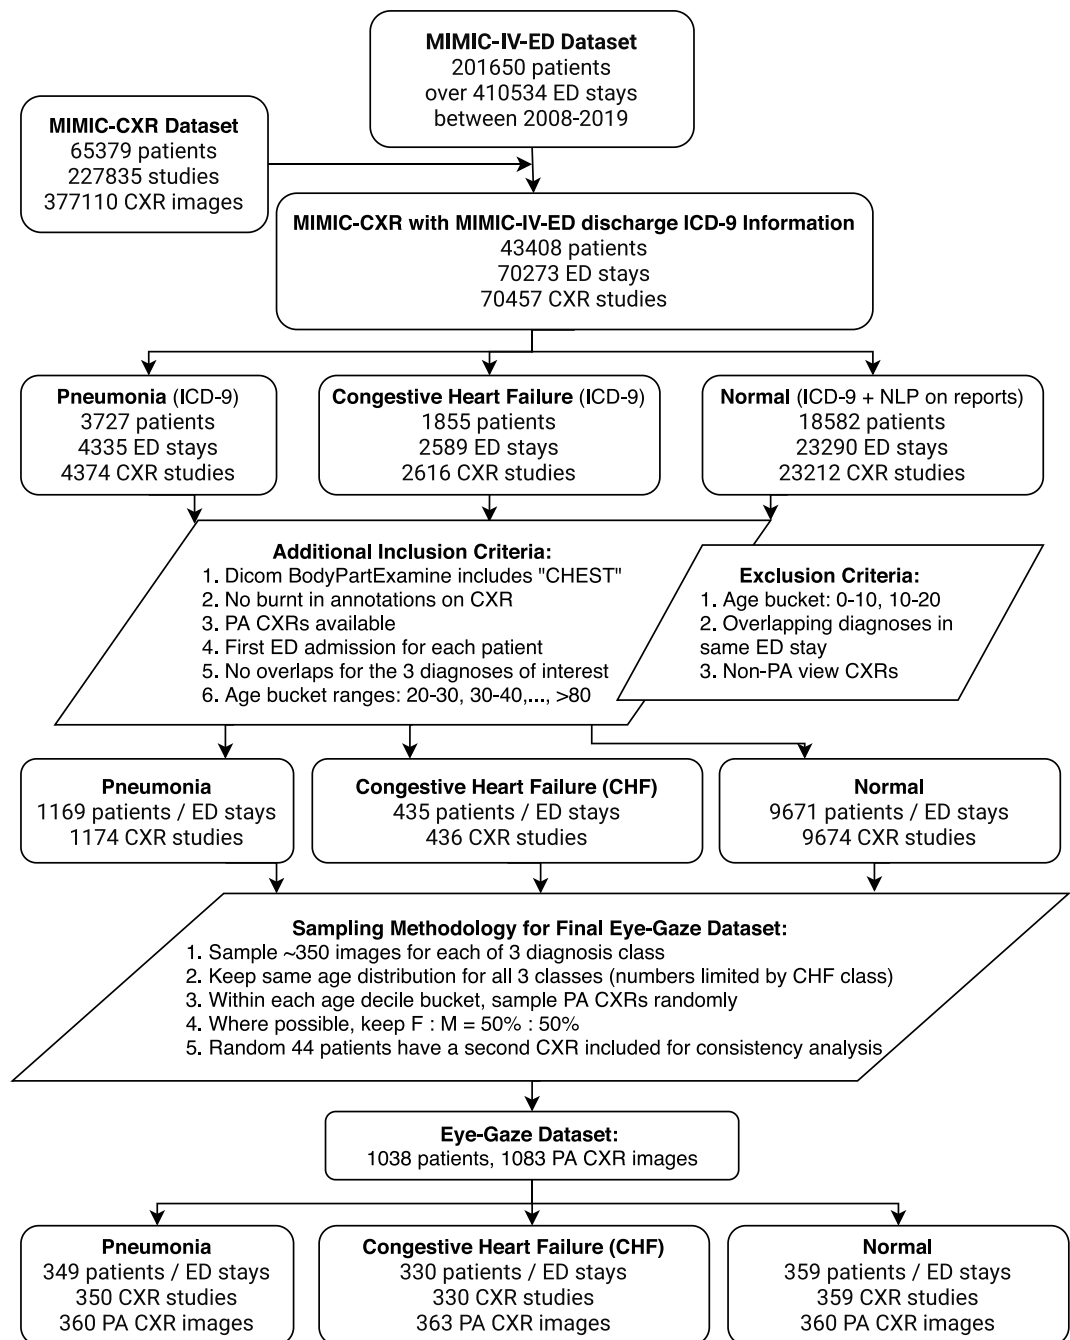 MIMIC-IV-ED Dataset
201650 patients
over 410534 ED stays
between 2008-2019
MIMIC-CXR Dataset
65379 patients
227835 studies
377110 CXR images
MIMIC-CXR with MIMIC-IV-ED discharge ICD-9 Information
43408 patients
70273 ED stays
70457 CXR studies
Pneumonia (ICD-9)
3727 patients
4335 ED stays
4374 CXR studies
Congestive Heart Failure (ICD-9)
1855 patients
2589 ED stays
2616 CXR studies
Normal (ICD-9 + NLP on reports)
18582 patients
23290 ED stays
23212 CXR studies
Additional Inclusion Criteria:
1. Dicom BodyPartExamine includes "CHEST"
2. No burnt in annotations on CXR
3. PA CXRs available
4. First ED admission for each patient
5. No overlaps for the 3 diagnoses of interest
6. Age bucket ranges: 20-30, 30-40,..., >80
Exclusion Criteria:
1. Age bucket: 0-10, 10-20
2. Overlapping diagnoses in
same ED stay
3. Non-PA view CXRs
Pneumonia
1169 patients / ED stays
1174 CXR studies
Congestive Heart Failure (CHF)
435 patients / ED stays
436 CXR studies
Normal
9671 patients / ED stays
9674 CXR studies
Sampling Methodology for Final Eye-Gaze Dataset:
1. Sample ~350 images for each of 3 diagnosis class
2. Keep same age distribution for all 3 classes (numbers limited by CHF class)
3. Within each age decile bucket, sample PA CXRs randomly
4. Where possible, keep F : M = 50% : 50%
5. Random 44 patients have a second CXR included for consistency analysis
Eye-Gaze Dataset:
1038 patients, 1083 PA CXR images
Pneumonia
349 patients / ED stays
350 CXR studies
360 PA CXR images
Congestive Heart Failure (CHF)
330 patients / ED stays
330 CXR studies
363 PA CXR images
Normal
359 patients / ED stays
359 CXR studies
360 PA CXR images